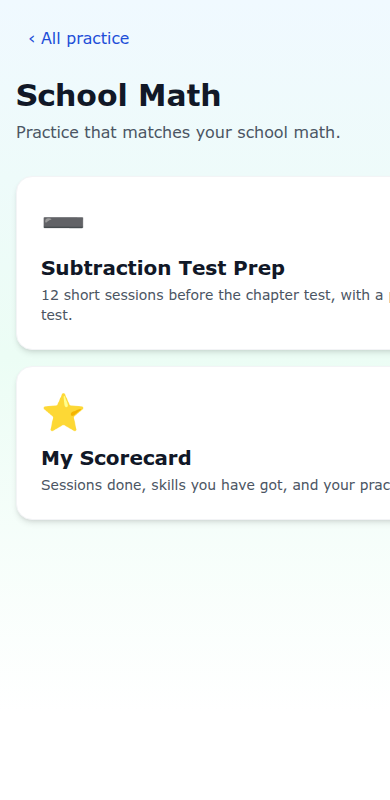 ‹ All practice
School Math
Practice that matches your school math.
Subtraction Test Prep
12 short sessions before the chapter test, with a
test.
My Scorecard
Sessions done, skills you have got, and your prac